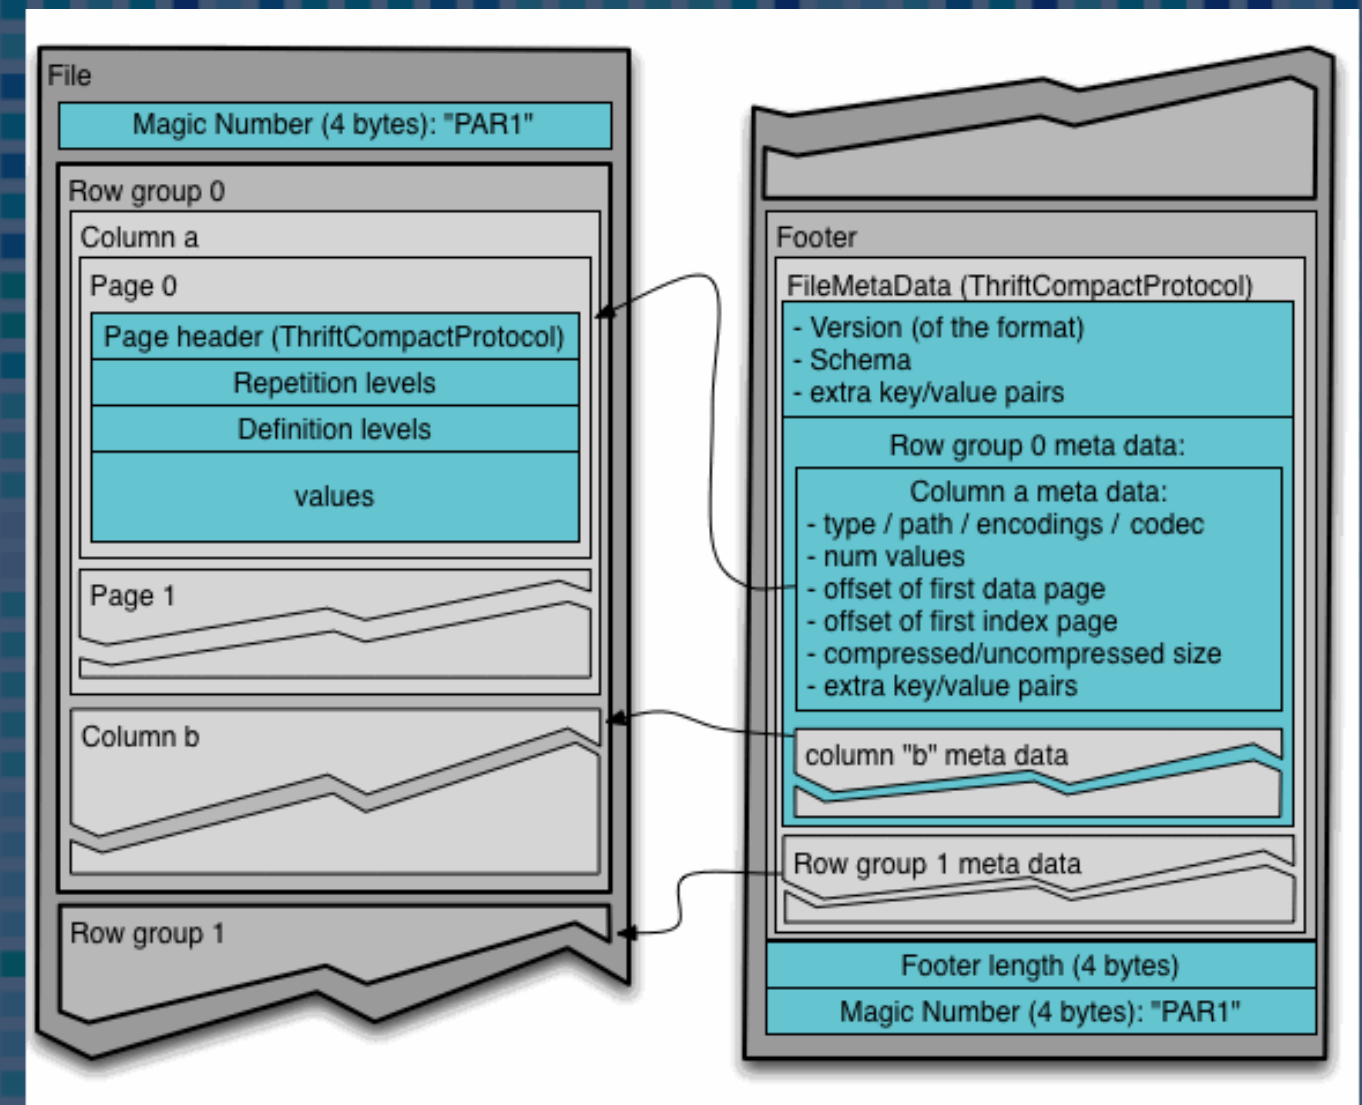 File
Magic Number (4 bytes): "PAR1"
Row group 0
Column a
Page 0
Page header (ThriftCompactProtocol)
Repetition levels
Definition levels
values
Page 1
Column b
Row group 1
Footer
FileMetaData (ThriftCompactProtocol)
- Version (of the format)
- Schema
- extra key/value pairs
Row group 0 meta data:
Column a meta data:
- type / path / encodings / codec
- num values
- offset of first data page
- offset of first index page
- compressed/uncompressed size
- extra key/value pairs
column "b" meta data
Row group 1 meta data
Footer length (4 bytes)
Magic Number (4 bytes): "PAR1"